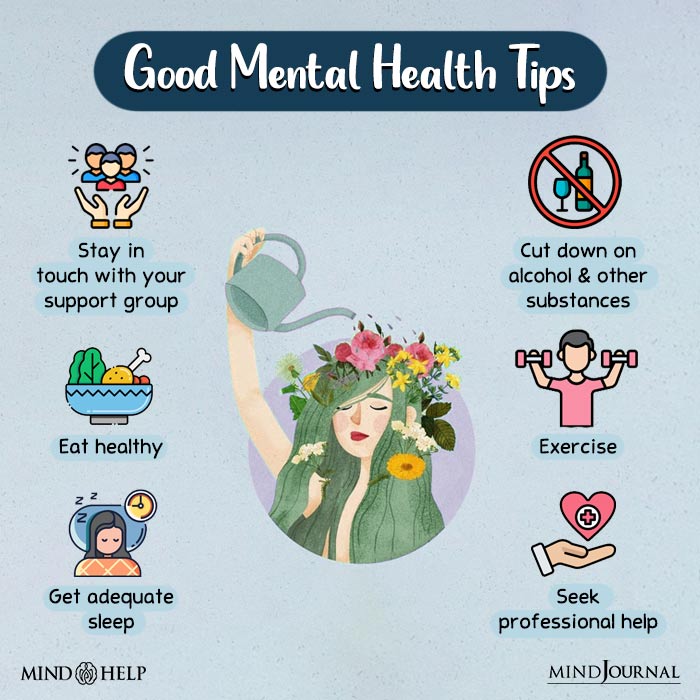 Good Mental Health Tips
Stay in
touch with your
support group
Cut down on
alcohol & other
substances
Eat healthy
Exercise
z z z
Get adequate
sleep
Seek
professional help
MIND HELP
MINDJOURNAL